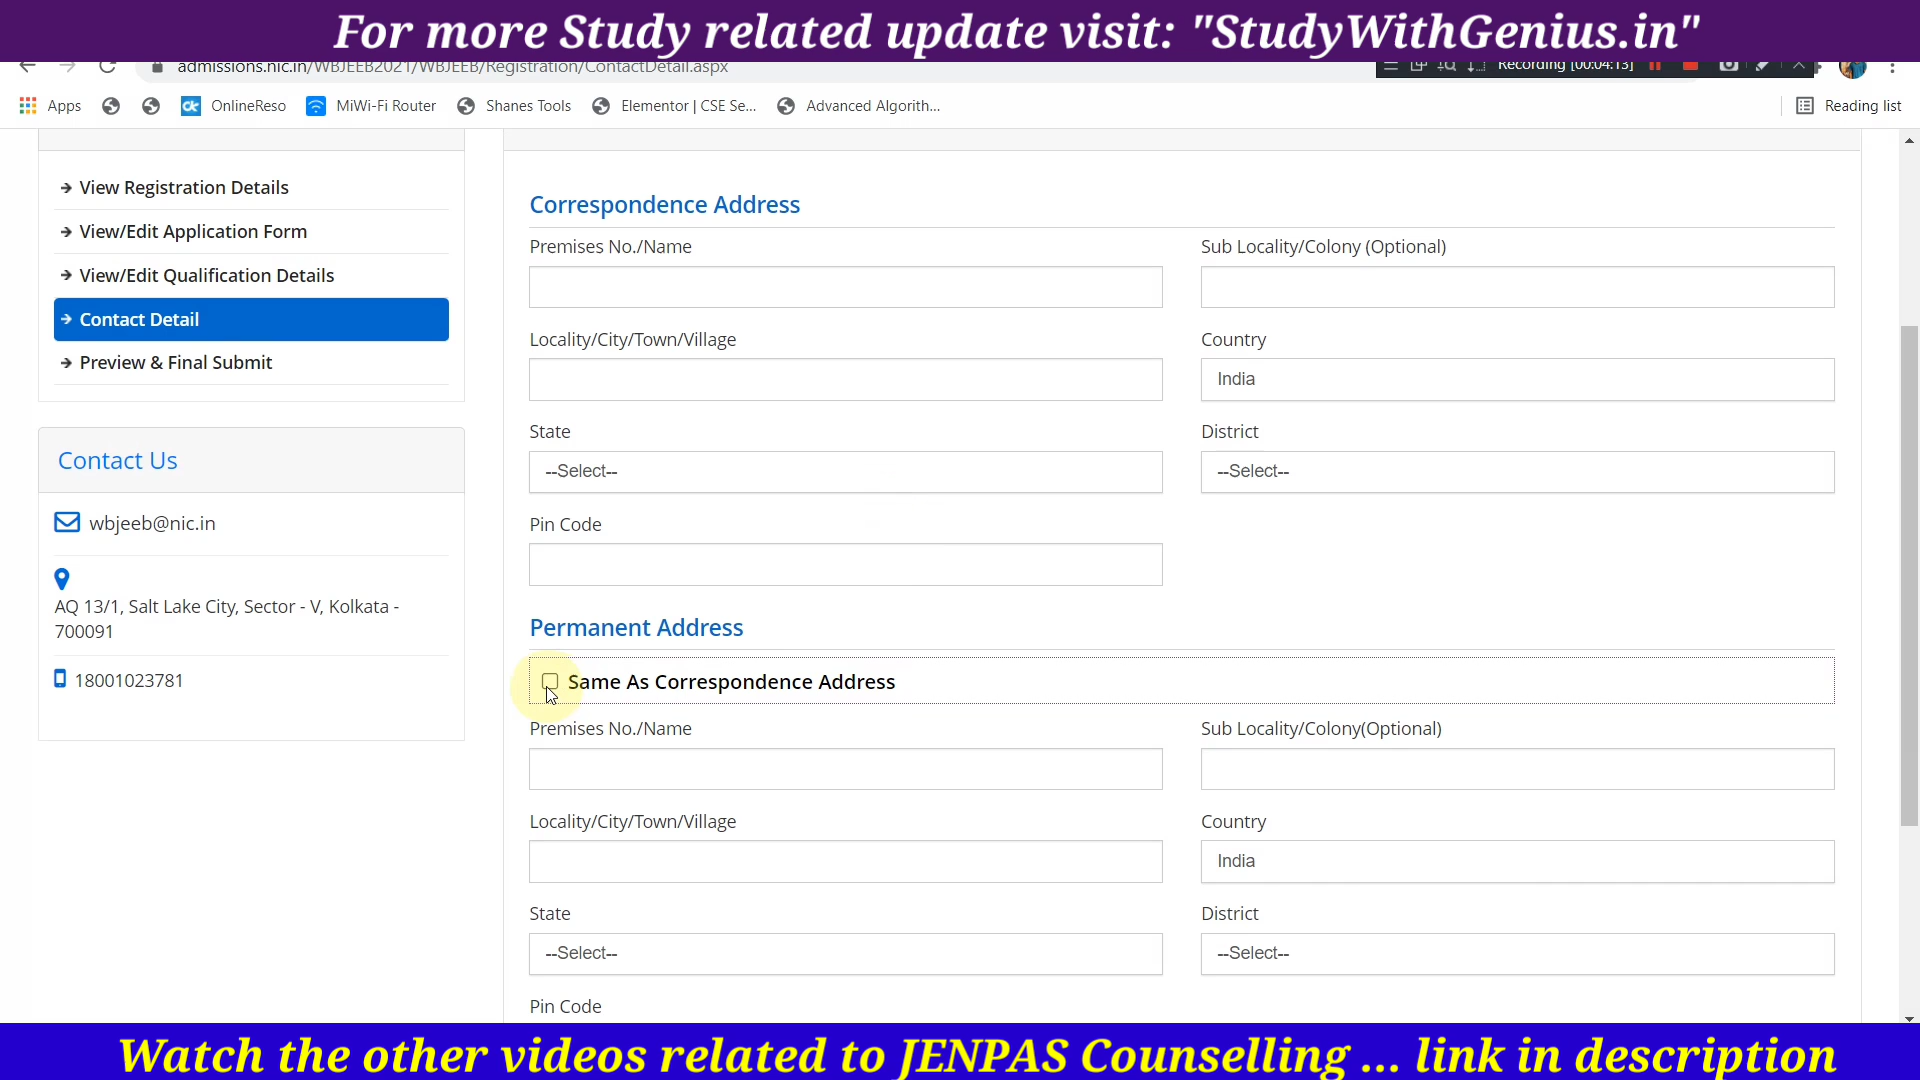 For more Study related update visit: "StudyWithGenius.in"
admissions.nic.in/WBJEEB2021/WBJEEB/Registration/ContactDetail.aspx
Recording [00:04:13]
Apps
OnlineReso
MiWi-Fi Router
Shanes Tools
Elementor | CSE Se...
Advanced Algorith...
Reading list
View Registration Details
View/Edit Application Form
View/Edit Qualification Details
Contact Detail
Preview & Final Submit
Contact Us
wbjeeb@nic.in
AQ 13/1, Salt Lake City, Sector - V, Kolkata -
700091
18001023781
Correspondence Address
Premises No./Name
Sub Locality/Colony (Optional)
Locality/City/Town/Village
Country
India
State
District
--Select--
--Select--
Pin Code
Permanent Address
Same As Correspondence Address
Premises No./Name
Sub Locality/Colony(Optional)
Locality/City/Town/Village
Country
India
State
District
--Select--
--Select--
Pin Code
Watch the other videos related to JENPAS Counselling ... link in description